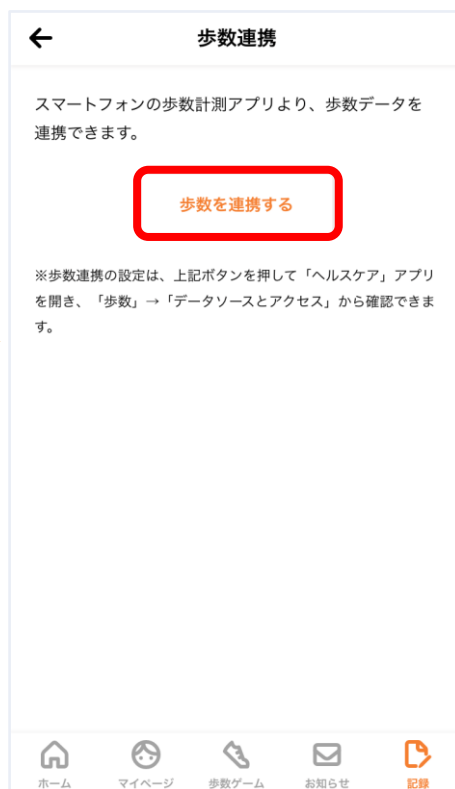 歩数連携
スマートフォンの歩数計測アプリより、歩数データを
連携できます。
歩数を連携する
※歩数連携の設定は、上記ボタンを押して「ヘルスケア」アプリ
を開き、「歩数」→「データソースとアクセス」から確認できま
す。
ホーム マイページ 歩数ゲーム お知らせ 記録